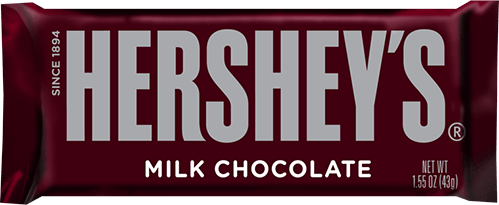 SINCE 1894
HERSHEY'S®
MILK CHOCOLATE
NET WT
1.55 OZ (43g)